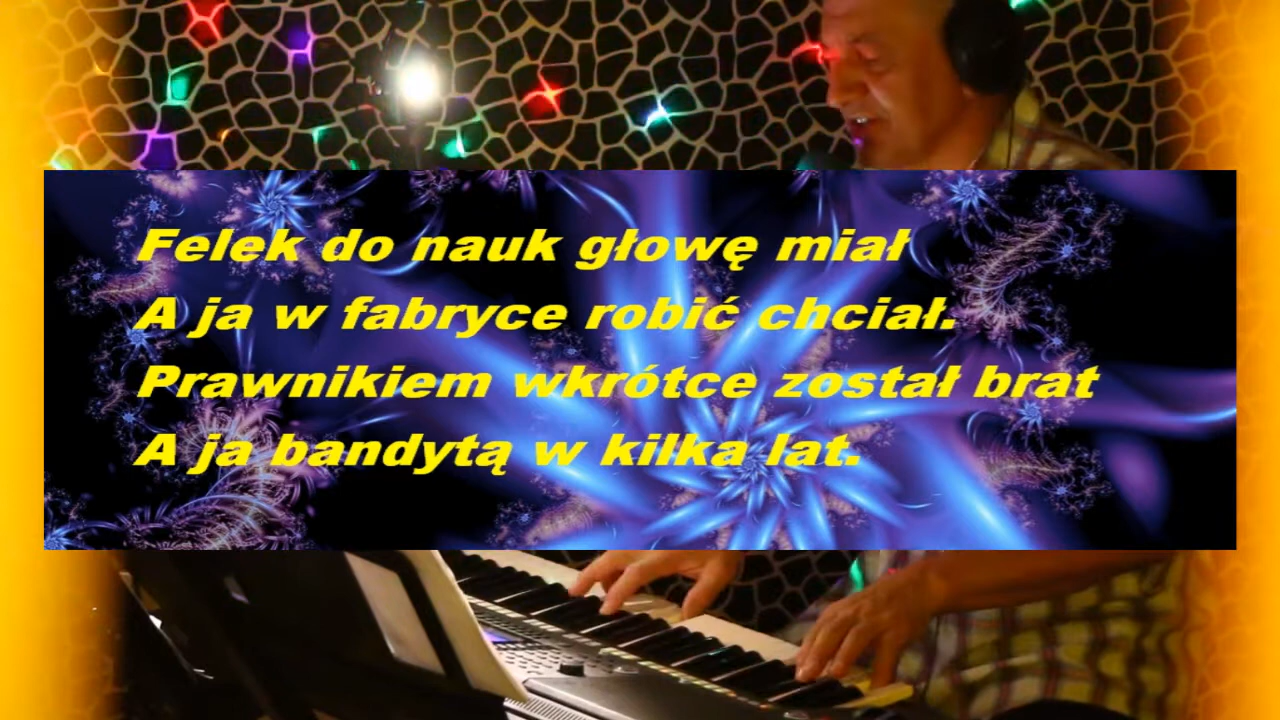 Felek do nauk głowę miał
A ja w fabryce robić chciał.
Prawnikiem wkrótce został brat
A ja bandytą w kilka lat.